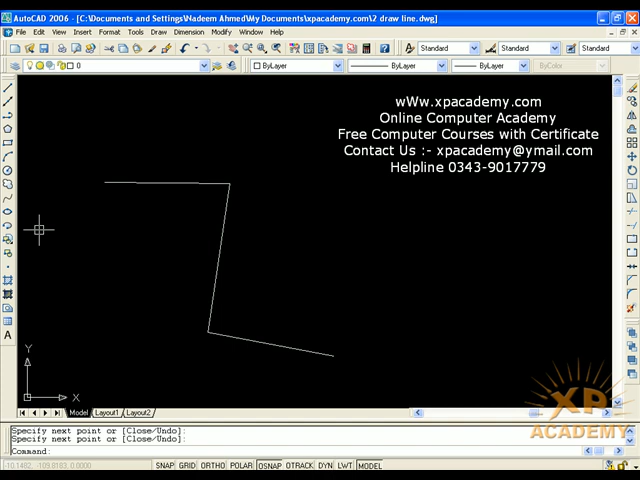 AutoCAD 2006 - [C:\Documents and Settings\Nadeem Ahmed\My Documents\xpacademy.com\2 draw line.dwg]
File Edit View Insert Format Tools Draw Dimension Modify Window Help
Standard Standard Standard
0 ByLayer ByLayer ByLayer ByColor
wWw.xpacademy.com
Online Computer Academy
Free Computer Courses with Certificate
Contact Us :- xpacademy@ymail.com
Helpline 0343-9017779
Y
X
Model Layout1 Layout2
XP
ACADEMY
Specify next point or [Close/Undo]:
Specify next point or [Close/Undo]:
Command:
SNAP GRID ORTHO POLAR OSNAP OTRACK DYN LWT MODEL